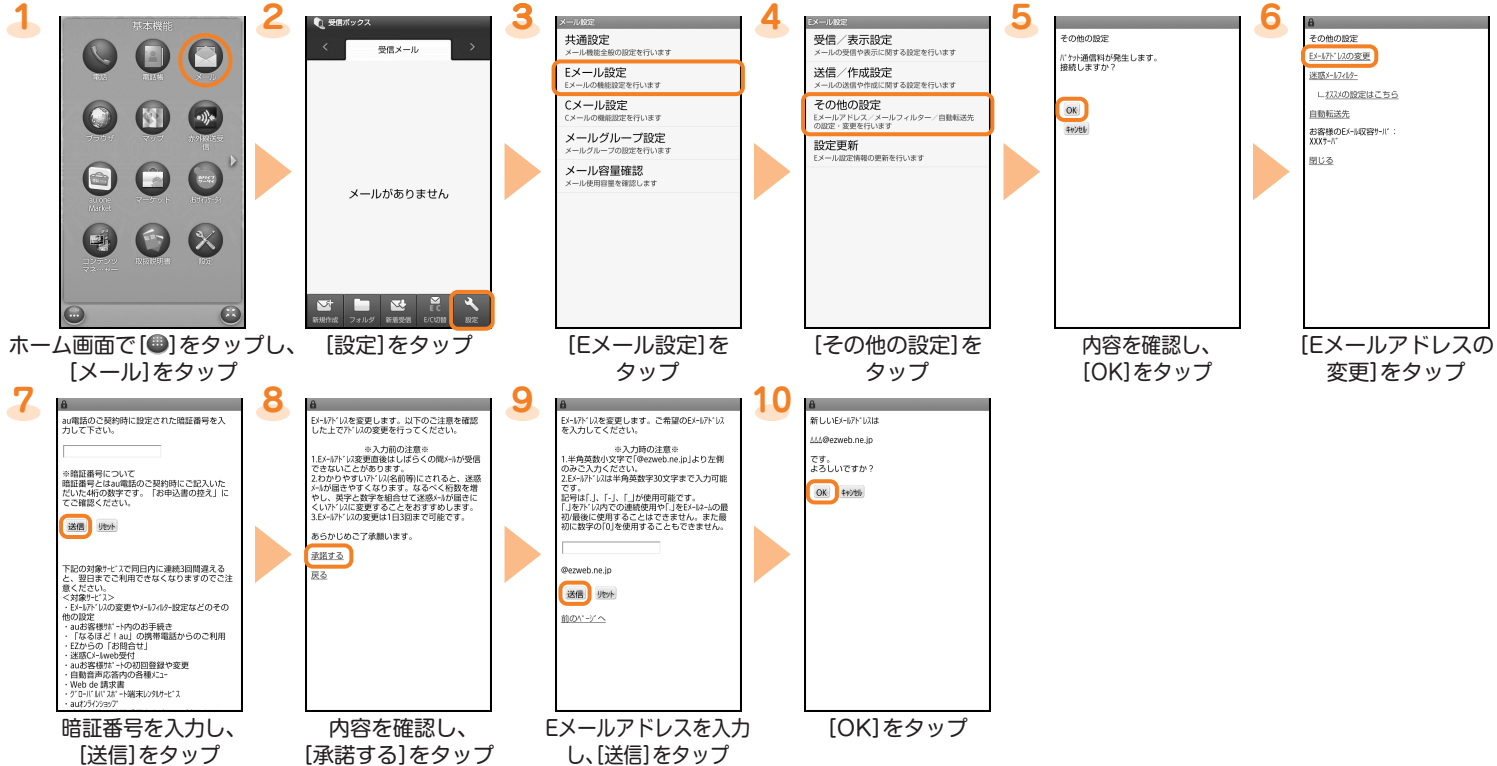 1
基本機能
電話
電話帳
メール
ブラウザ
マップ
赤外線送受
信
au one
Market
マーケット
コンテンツ
マネージャー
取扱説明書
設定
ホーム画面で[]をタップし、
[メール]をタップ
2
受信ボックス
受信メール
メールがありません
新規作成
フォルダ
新着受信
E/C切替
設定
[設定]をタップ
3
メール設定
共通設定
メール機能全般の設定を行います
Eメール設定
Eメールの機能設定を行います
Cメール設定
Cメールの機能設定を行います
メールグループ設定
メールグループの設定を行います
メール容量確認
メール使用容量を確認します
[Eメール設定]を
タップ
4
Eメール設定
受信/表示設定
メールの受信や表示に関する設定を行います
送信/作成設定
メールの送信や作成に関する設定を行います
その他の設定
Eメールアドレス/メールフィルター/自動転送先
の設定・変更を行います
設定更新
Eメール設定情報の更新を行います
[その他の設定]を
タップ
5
その他の設定
パケット通信料が発生します。
接続しますか?
OK
キャンセル
内容を確認し、
[OK]をタップ
6
その他の設定
Eメールアドレスの変更
迷惑メールフィルター
オススメの設定はこちら
自動転送先
お客様のEメール収容サーバ:
XXXサーバ
閉じる
[Eメールアドレスの
変更]をタップ
7
au電話のご契約時に設定された暗証番号を入
力して下さい。
※暗証番号について
暗証番号とはau電話のご契約時にご記入いた
だいた4桁の数字です。「お申込書の控え」に
てご確認ください。
送信 リセット
下記の対象サービスで同日内に連続3回間違える
と、翌日までご利用できなくなりますのでご注
意ください。
<対象サービス>
・Eメールアドレスの変更やメールフィルター設定などのその
他の設定
・auお客様サポート内のお手続き
・「なるほど!au」の携帯電話からのご利用
・EZからの「お問合せ」
・迷惑Cメールweb受付
・auお客様サポートの初回登録や変更
・自動音声応答内の各種メニュー
・Web de 請求書
・グローバルパスポート端末レンタルサービス
・auオンラインショップ
暗証番号を入力し、
[送信]をタップ
8
Eメールアドレスを変更します。以下のご注意を確認
した上でアドレスの変更を行ってください。
※入力前の注意※
1.Eメールアドレス変更直後はしばらくの間メールが受信
できないことがあります。
2.わかりやすいアドレス(名前等)にされると、迷惑
メールが届きやすくなります。なるべく桁数を増
やし、英字と数字を組合せて迷惑メールが届きに
くいアドレスに変更することをおすすめします。
3.Eメールアドレスの変更は1日3回まで可能です。
あらかじめご了承願います。
承諾する
戻る
内容を確認し、
[承諾する]をタップ
9
Eメールアドレスを変更します。ご希望のEメールアドレス
を入力してください。
※入力時の注意※
1.半角英数小文字で「@ezweb.ne.jp」より左側
のみご入力ください。
2.Eメールアドレスは半角英数字30文字まで入力可能
です。
記号は「.」、「-」、「_」が使用可能です。
「.」をアドレス内での連続使用や「.」をEメールネームの最
初/最後に使用することはできません。また最
初に数字の「0」を使用することもできません。
@ezweb.ne.jp
送信 リセット
前のページへ
Eメールアドレスを入力
し、[送信]をタップ
10
新しいEメールアドレスは
△△△@ezweb.ne.jp
です。
よろしいですか?
OK キャンセル
[OK]をタップ